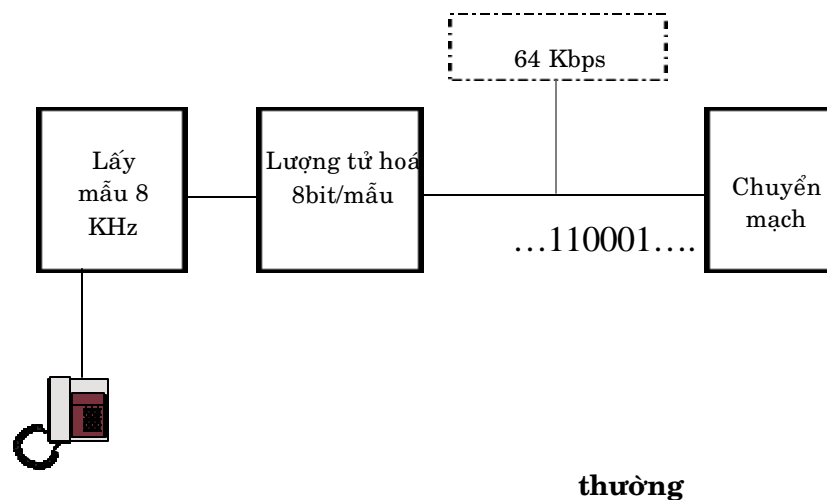 64 Kbps
Lấy
mẫu 8
KHz
Lượng tử hoá
8bit/mẫu
Chuyển
mạch
…110001….
thường